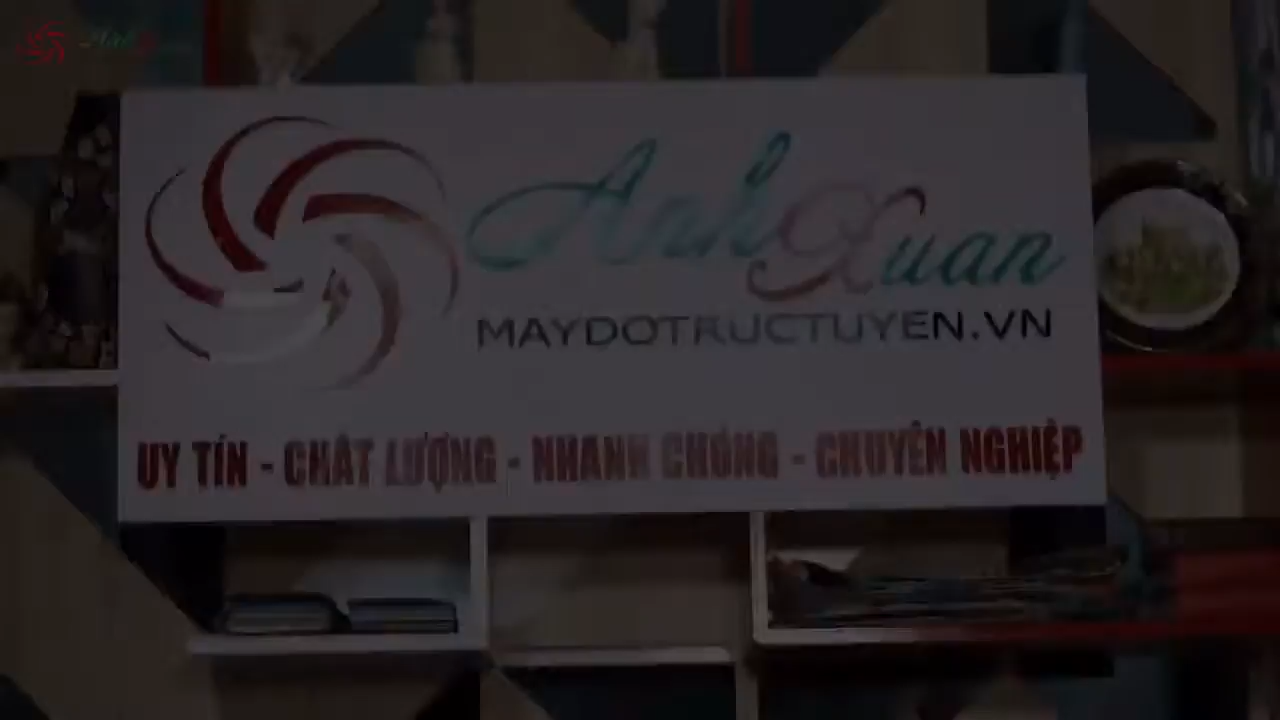 Anh Xuan
MAYDOTRUCTUYEN.VN
UY TÍN - CHẤT LƯỢNG - NHANH CHÓNG - CHUYÊN NGHIỆP